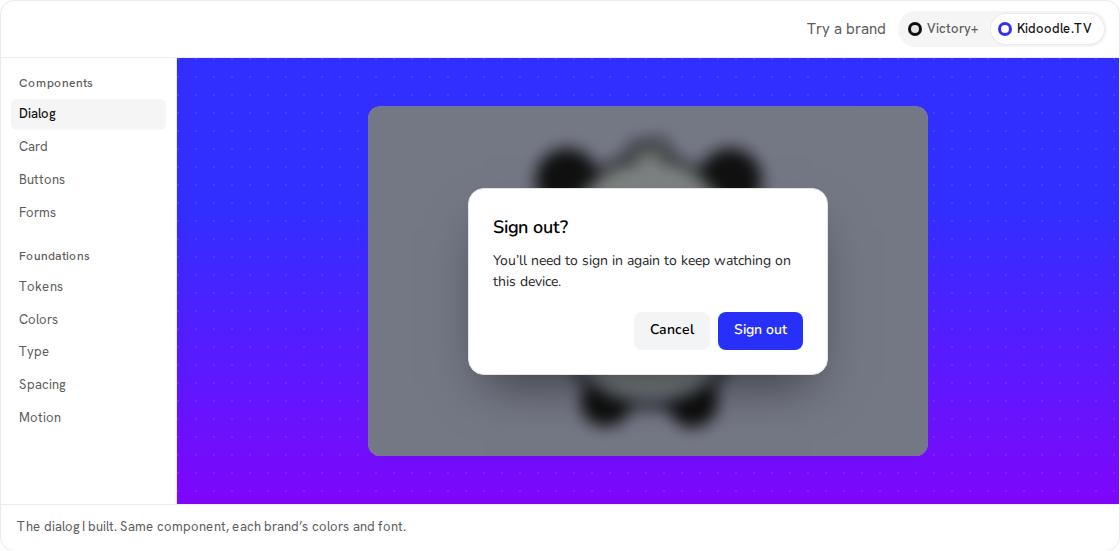 Try a brand
Victory+
Kidoodle.TV
Components
Dialog
Card
Buttons
Forms
Foundations
Tokens
Colors
Type
Spacing
Motion
Sign out?
You’ll need to sign in again to keep watching on
this device.
Cancel
Sign out
The dialog I built. Same component, each brand’s colors and font.